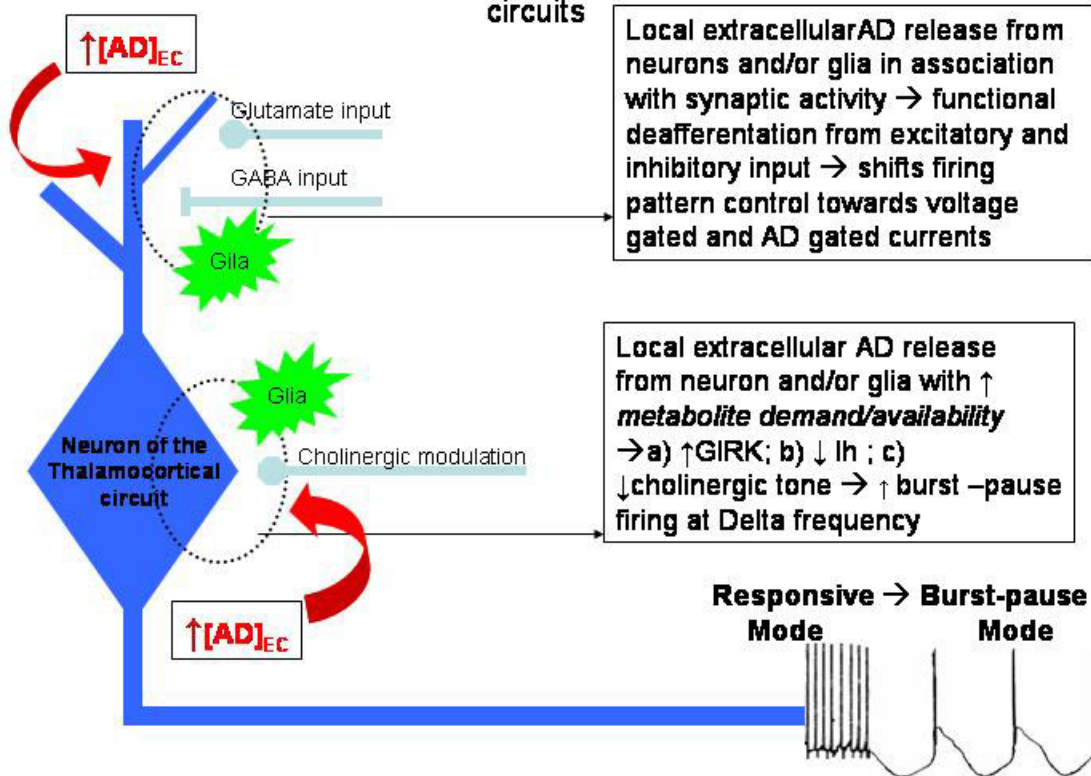 circuits
↑[AD]EC
Glutamate input
GABA input
Gila
Local extracellularAD release from
neurons and/or glia in association
with synaptic activity → functional
deafferentation from excitatory and
inhibitory input → shifts firing
pattern control towards voltage
gated and AD gated currents
Glia
Neuron of the
Thalamocortical
circuit
Cholinergic modulation
Local extracellular AD release
from neuron and/or glia with ↑
metabolite demand/availability
→a) ↑GIRK; b) ↓ Ih ; c)
↓cholinergic tone → ↑ burst –pause
firing at Delta frequency
↑[AD]EC
Responsive → Burst-pause
Mode Mode